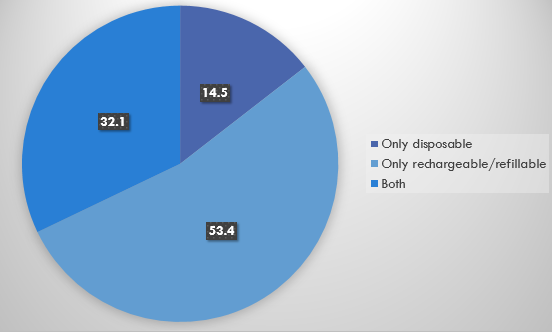 14.5
32.1
53.4
Only disposable
Only rechargeable/refillable
Both